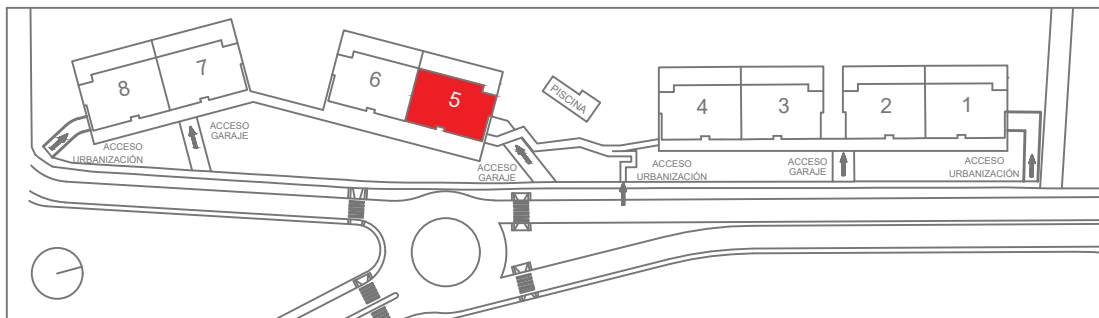 8
7
6
5
PISCINA
4
3
2
1
ACCESO
GARAJE
ACCESO
URBANIZACIÓN
ACCESO
GARAJE
ACCESO
URBANIZACIÓN
ACCESO
GARAJE
ACCESO
URBANIZACIÓN